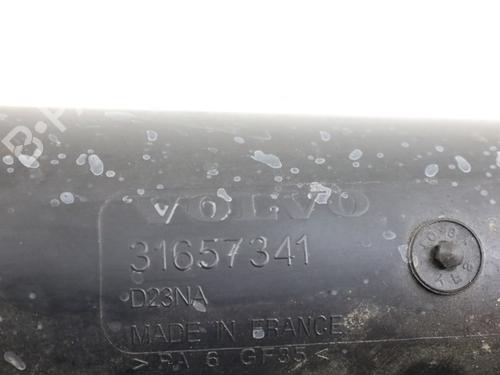 VOLVO
31657341
D23NA
MADE IN FRANCE
>PA 6 GF35<